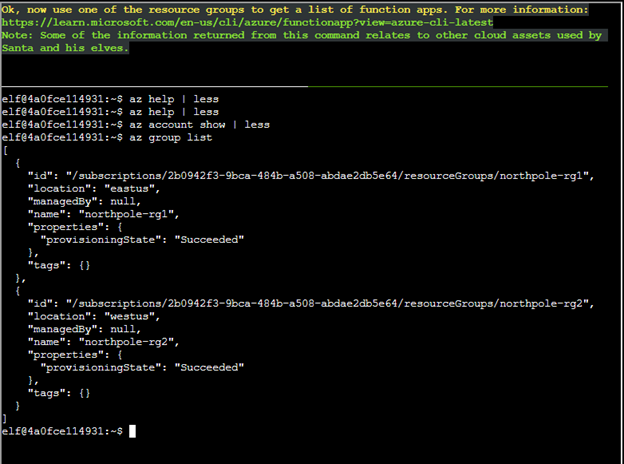 Ok, now use one of the resource groups to get a list of function apps. For more information:
https://learn.microsoft.com/en-us/cli/azure/functionapp?view=azure-cli-latest
Note: Some of the information returned from this command relates to other cloud assets used by
Santa and his elves.
elf@4a0fce114931:~$ az help | less
elf@4a0fce114931:~$ az help | less
elf@4a0fce114931:~$ az account show | less
elf@4a0fce114931:~$ az group list
[
  {
    "id": "/subscriptions/2b0942f3-9bca-484b-a508-abdae2db5e64/resourceGroups/northpole-rg1",
    "location": "eastus",
    "managedBy": null,
    "name": "northpole-rg1",
    "properties": {
      "provisioningState": "Succeeded"
    },
    "tags": {}
  },
  {
    "id": "/subscriptions/2b0942f3-9bca-484b-a508-abdae2db5e64/resourceGroups/northpole-rg2",
    "location": "westus",
    "managedBy": null,
    "name": "northpole-rg2",
    "properties": {
      "provisioningState": "Succeeded"
    },
    "tags": {}
  }
]
elf@4a0fce114931:~$